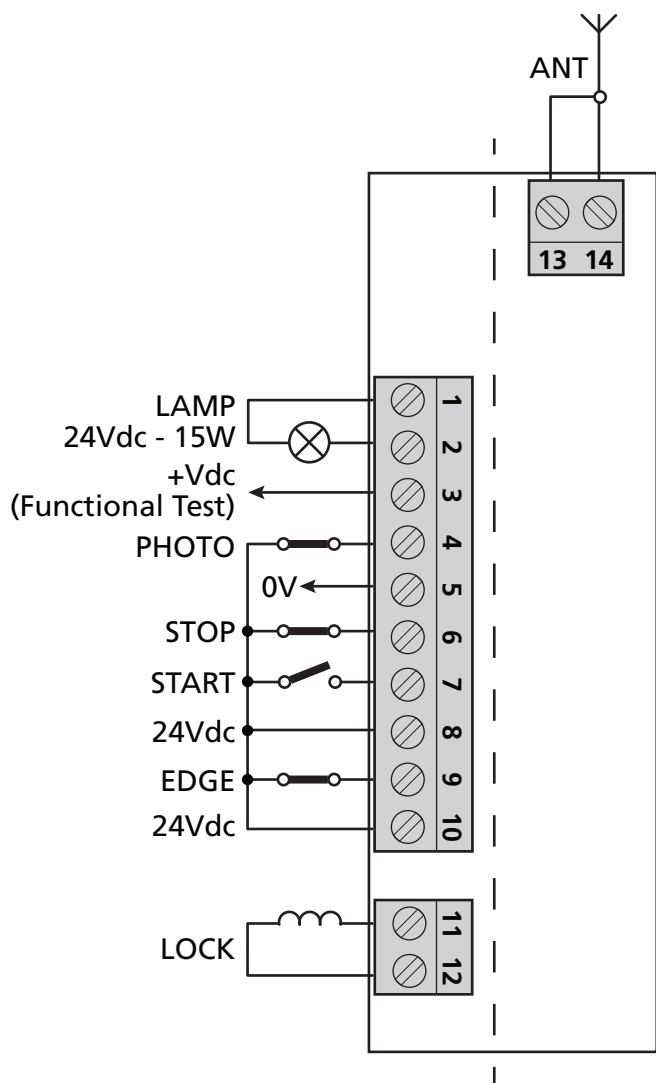 ANT
13 14
LAMP
24Vdc - 15W
+Vdc
(Functional Test)
PHOTO
0V
STOP
START
24Vdc
EDGE
24Vdc
1
2
3
4
5
6
7
8
9
10
LOCK
11
12